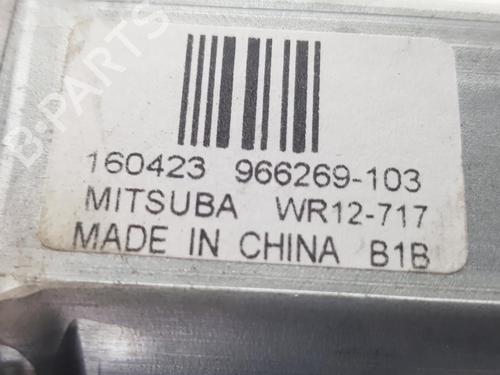 B-PARTS
160423 966269-103
MITSUBA WR12-717
MADE IN CHINA B1B